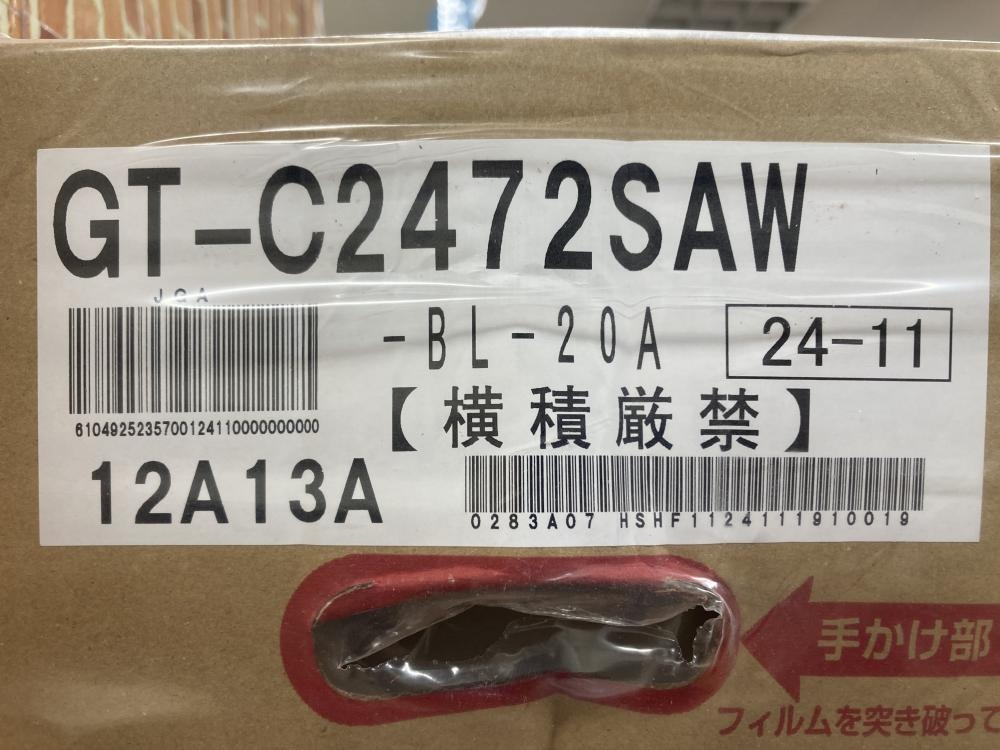 GT-C2472SAW
JGA
-BL-20A
24-11
6104925235700124110000000000
【横積厳禁】
12A13A
0283A07 HSHF1124111910019
手かけ部
フィルムを突き破って